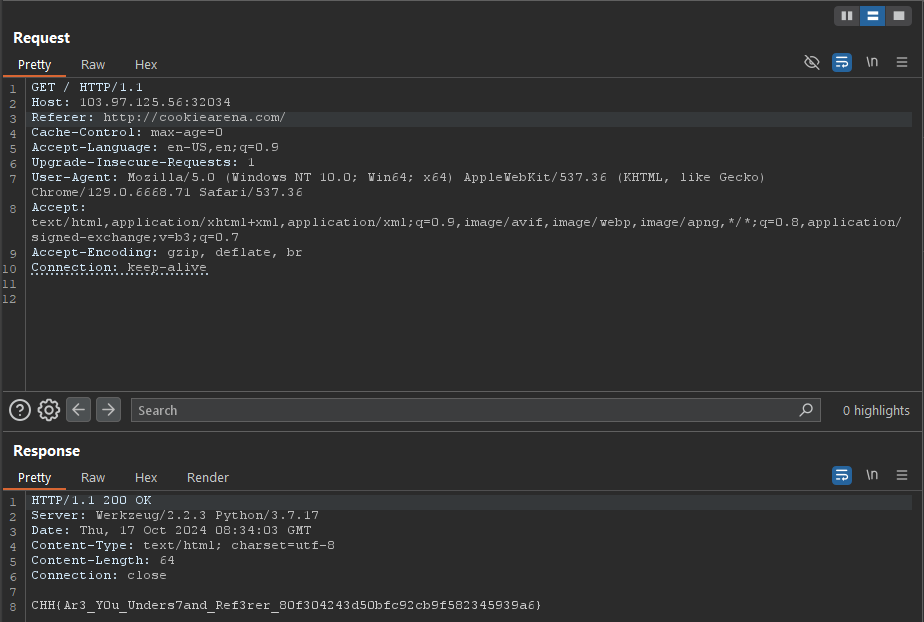 Request
Pretty Raw Hex
\n
1 GET / HTTP/1.1
2 Host: 103.97.125.56:32034
3 Referer: http://cookiearena.com/
4 Cache-Control: max-age=0
5 Accept-Language: en-US,en;q=0.9
6 Upgrade-Insecure-Requests: 1
7 User-Agent: Mozilla/5.0 (Windows NT 10.0; Win64; x64) AppleWebKit/537.36 (KHTML, like Gecko)
Chrome/129.0.6668.71 Safari/537.36
8 Accept:
text/html,application/xhtml+xml,application/xml;q=0.9,image/avif,image/webp,image/apng,*/*;q=0.8,application/
signed-exchange;v=b3;q=0.7
9 Accept-Encoding: gzip, deflate, br
10 Connection: keep-alive
11
12
Search
0 highlights
Response
Pretty Raw Hex Render
\n
1 HTTP/1.1 200 OK
2 Server: Werkzeug/2.2.3 Python/3.7.17
3 Date: Thu, 17 Oct 2024 08:34:03 GMT
4 Content-Type: text/html; charset=utf-8
5 Content-Length: 64
6 Connection: close
7
8 CHH{Ar3_Y0u_Unders7and_Ref3rer_80f304243d50bfc92cb9f582345939a6}